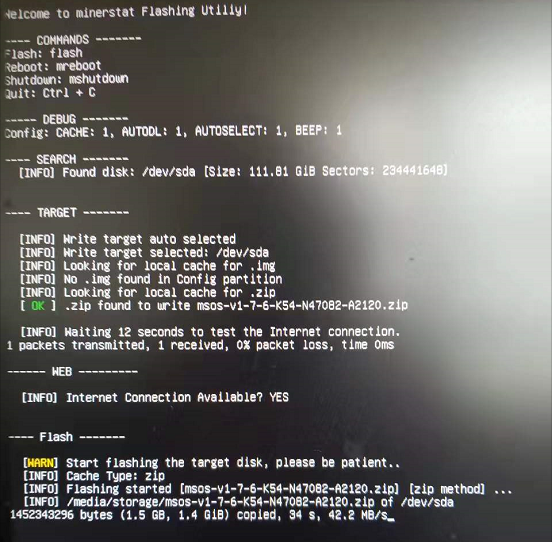 Welcome to minerstat Flashing Utiliy!
---- COMMANDS -------
Flash: flash
Reboot: mreboot
Shutdown: mshutdown
Quit: Ctrl + C
----- DEBUG -------
Config: CACHE: 1, AUTODL: 1, AUTOSELECT: 1, BEEP: 1
---- SEARCH -------
[INFO] Found disk: /dev/sda [Size: 111.81 GiB Sectors: 234441648]
---- TARGET -------
[INFO] Write target auto selected
[INFO] Write target selected: /dev/sda
[INFO] Looking for local cache for .img
[INFO] No .img found in Config partition
[INFO] Looking for local cache for .zip
[ OK ] .zip found to write msos-v1-7-6-K54-N47082-A2120.zip
[INFO] Waiting 12 seconds to test the Internet connection.
1 packets transmitted, 1 received, 0% packet loss, time 0ms
------ WEB ---------
[INFO] Internet Connection Available? YES
---- Flash -------
[WARN] Start flashing the target disk, please be patient..
[INFO] Cache Type: zip
[INFO] Flashing started [msos-v1-7-6-K54-N47082-A2120.zip] [zip method] ...
[INFO] /media/storage/msos-v1-7-6-K54-N47082-A2120.zip of /dev/sda
1452343296 bytes (1.5 GB, 1.4 GiB) copied, 34 s, 42.2 MB/s_